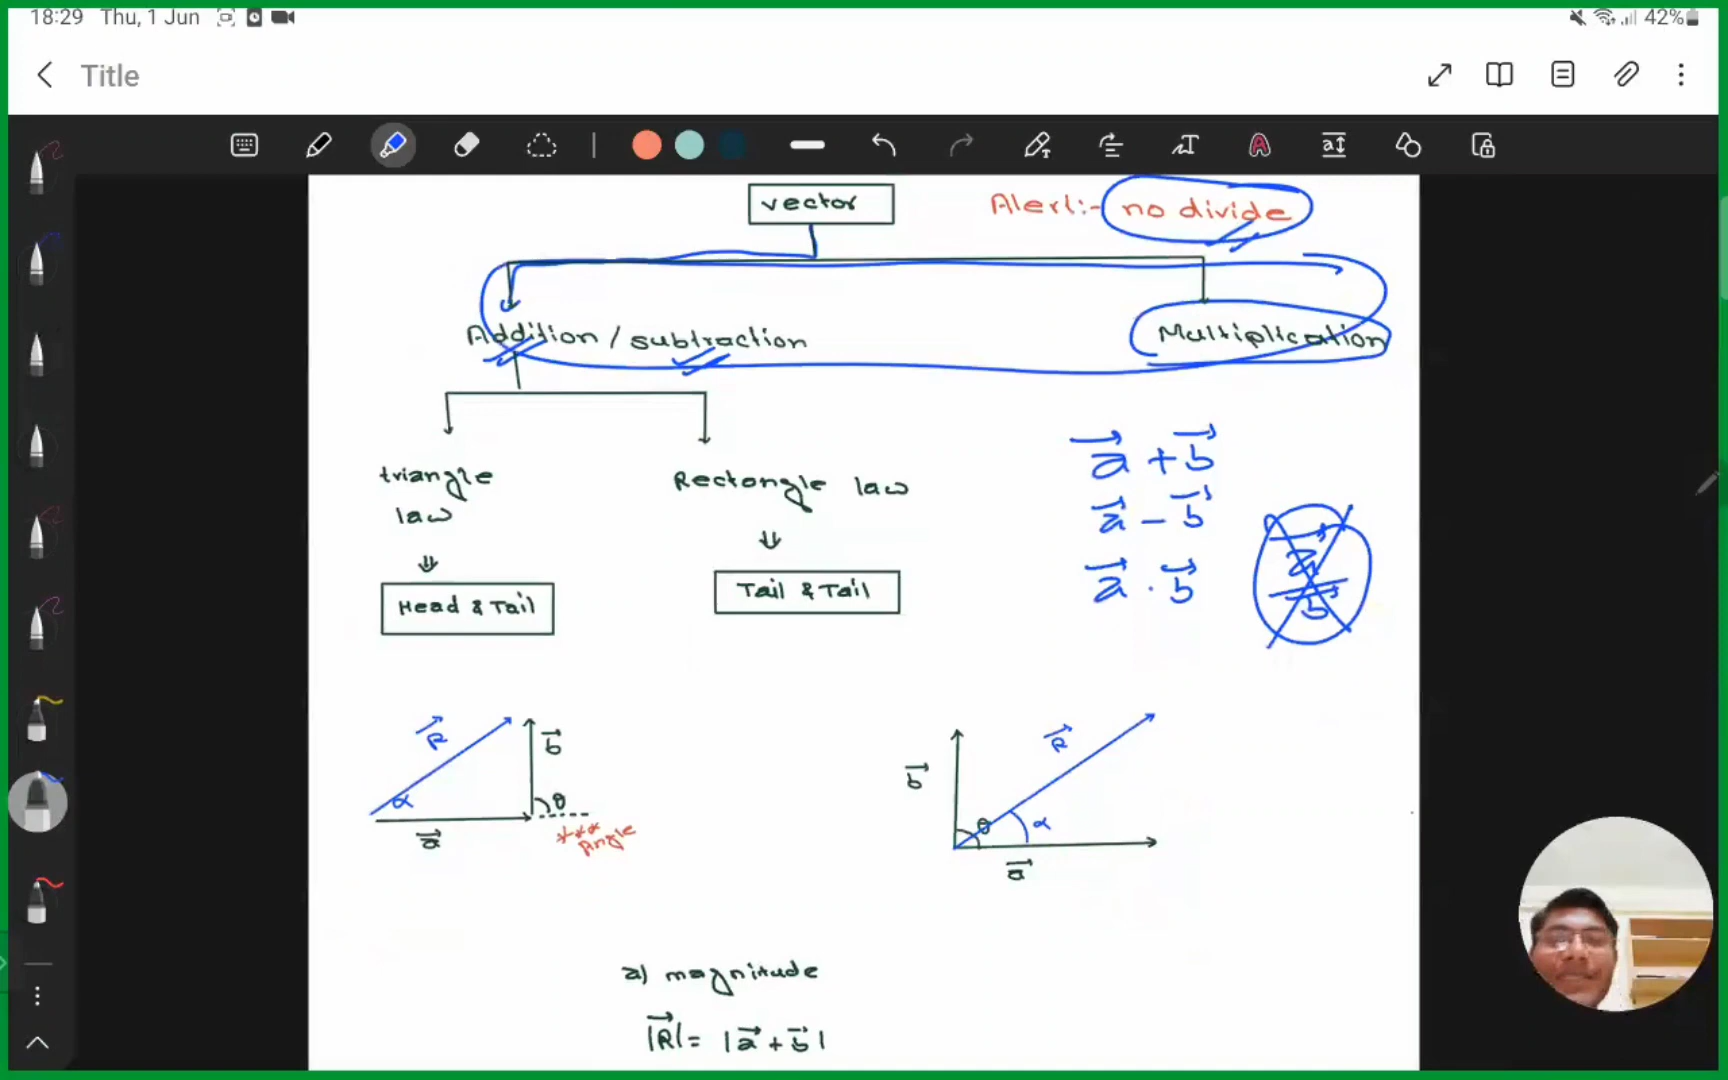 18:29 Thu, 1 Jun
42%
Title
vector
Alert:- no divide
Addition / subtraction
Multiplication
triangle
law
Rectangle law
⇓
⇓
Head & Tail
Tail & Tail
a⃗ + b⃗
a⃗ - b⃗
a⃗ · b⃗
a⃗/b⃗
R⃗
b⃗
α
θ
a⃗
*** Angle
R⃗
b⃗
θ
α
a⃗
a) magnitude
|R⃗| = |a⃗ + b⃗|